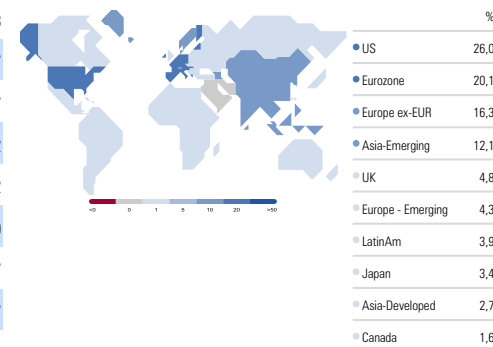 %
US 26,0
Eurozone 20,1
Europe ex-EUR 16,3
Asia-Emerging 12,1
UK 4,8
Europe - Emerging 4,3
LatinAm 3,9
Japan 3,4
Asia-Developed 2,7
Canada 1,6
<0 0 1 5 10 20 >50